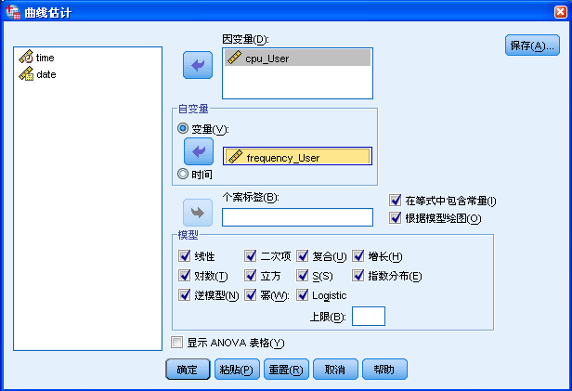 曲线估计
time
date
因变量(D):
cpu_User
保存(A)...
自变量
变量(V):
frequency_User
时间
个案标签(B):
在等式中包含常量(I)
根据模型绘图(O)
模型
线性 二次项 复合(U) 增长(H)
对数(T) 立方 S(S) 指数分布(E)
逆模型(N) 幂(W): Logistic
上限(B):
显示 ANOVA 表格(Y)
确定 粘贴(P) 重置(R) 取消 帮助